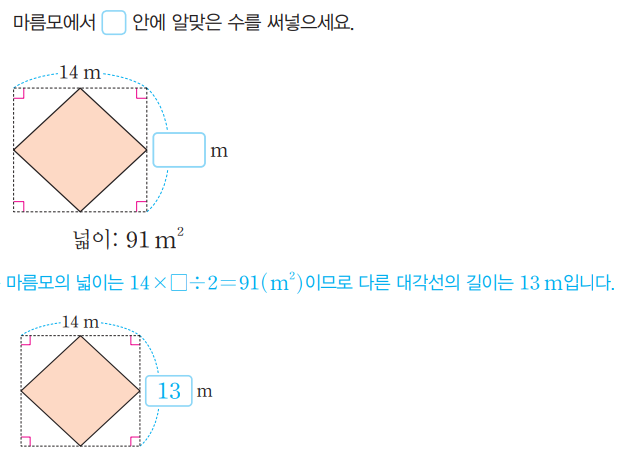 마름모에서 □ 안에 알맞은 수를 써넣으세요.
14 m
□ m
넓이: 91 m²
마름모의 넓이는 14×□÷2=91(m²)이므로 다른 대각선의 길이는 13 m입니다.
14 m
13 m